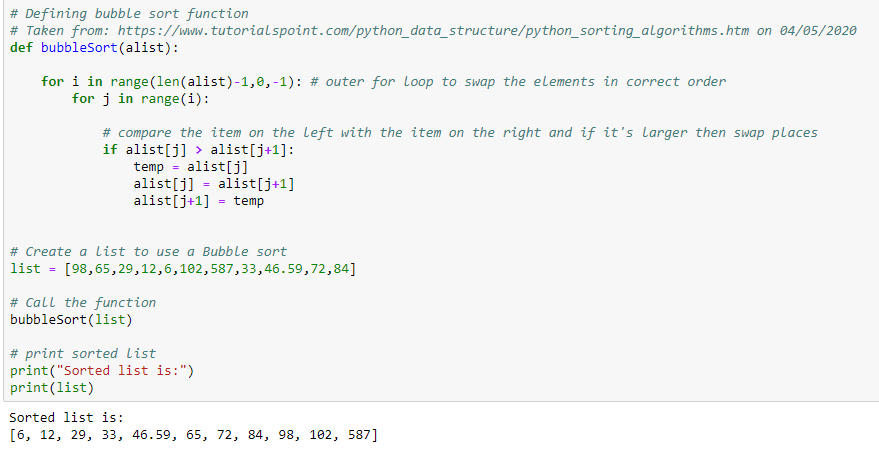 # Defining bubble sort function
# Taken from: https://www.tutorialspoint.com/python_data_structure/python_sorting_algorithms.htm on 04/05/2020
def bubbleSort(alist):
for i in range(len(alist)-1,0,-1): # outer for loop to swap the elements in correct order
for j in range(i):
# compare the item on the left with the item on the right and if it's larger then swap places
if alist[j] > alist[j+1]:
temp = alist[j]
alist[j] = alist[j+1]
alist[j+1] = temp
# Create a list to use a Bubble sort
list = [98,65,29,12,6,102,587,33,46.59,72,84]
# Call the function
bubbleSort(list)
# print sorted list
print("Sorted list is:")
print(list)
Sorted list is:
[6, 12, 29, 33, 46.59, 65, 72, 84, 98, 102, 587]